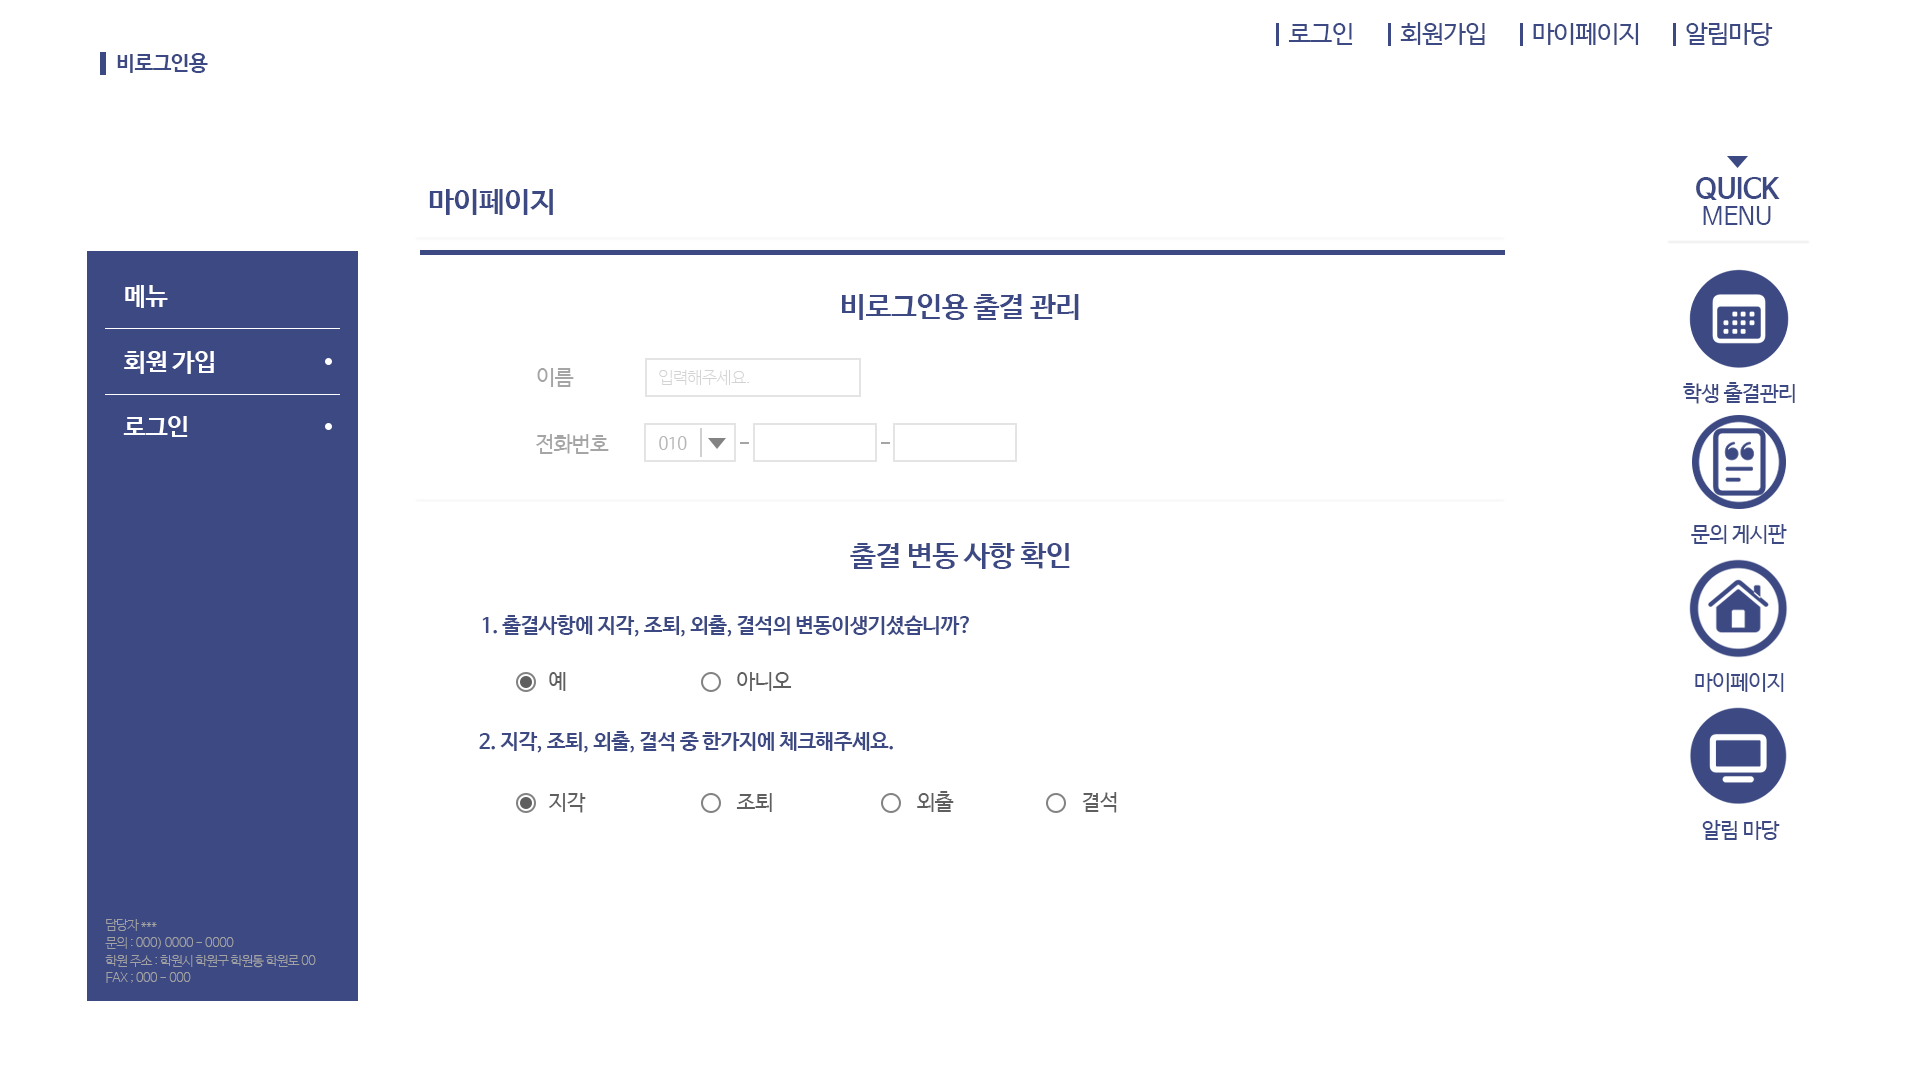 로그인
회원가입
마이페이지
알림마당
비로그인용
마이페이지
메뉴
회원 가입
로그인
담당자 ***
문의 : 000) 0000 - 0000
학원 주소 : 학원시 학원구 학원동 학원로 00
FAX ; 000 - 000
비로그인용 출결 관리
이름
입력해주세요.
전화번호
010 - -
출결 변동 사항 확인
1. 출결사항에 지각, 조퇴, 외출, 결석의 변동이생기셨습니까?
예
아니오
2. 지각, 조퇴, 외출, 결석 중 한가지에 체크해주세요.
지각
조퇴
외출
결석
QUICK
MENU
학생 출결관리
문의 게시판
마이페이지
알림 마당